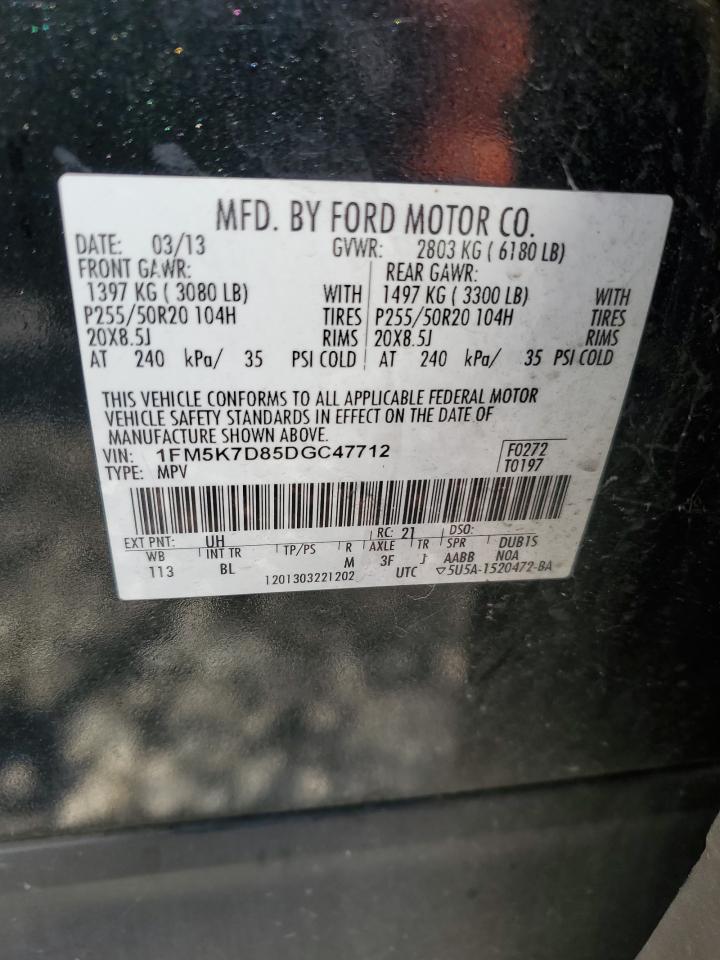 MFD. BY FORD MOTOR CO.
DATE: 03/13 GVWR: 2803 KG ( 6180 LB)
FRONT GAWR: REAR GAWR:
1397 KG ( 3080 LB) WITH 1497 KG ( 3300 LB) WITH
P255/50R20 104H TIRES P255/50R20 104H TIRES
20X8.5J RIMS 20X8.5J RIMS
AT 240 kPa/ 35 PSI COLD AT 240 kPa/ 35 PSI COLD
THIS VEHICLE CONFORMS TO ALL APPLICABLE FEDERAL MOTOR
VEHICLE SAFETY STANDARDS IN EFFECT ON THE DATE OF
MANUFACTURE SHOWN ABOVE.
VIN: 1FM5K7D85DGC47712 F0272
TYPE: MPV T0197
EXT PNT: UH RC: 21 DSO:
WB INT TR TP/PS R AXLE TR SPR DUB1S
113 BL M 3F J AABB NOA
1201303221202 UTC ▽5U5A-1520472-BA